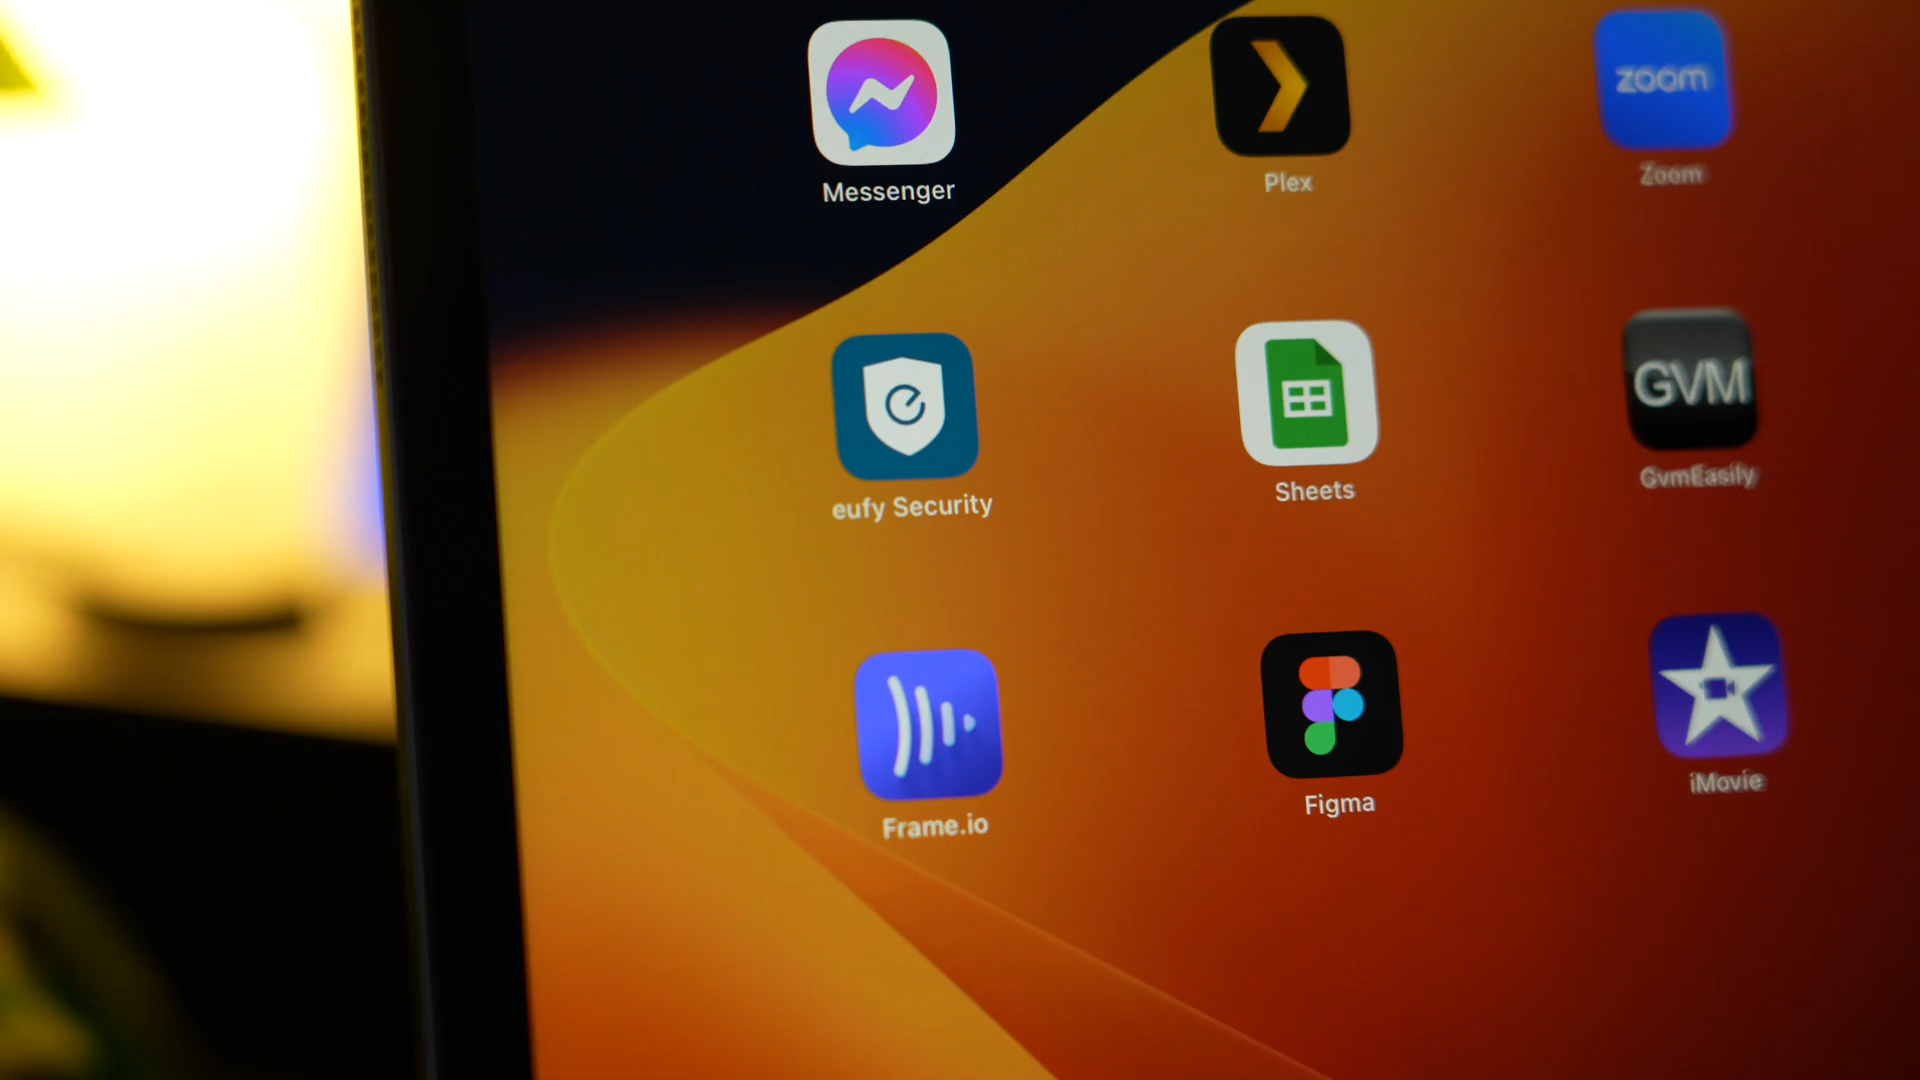 Messenger
Plex
zoom
Zoom
eufy Security
Sheets
GVM
GvmEasily
Frame.io
Figma
iMovie